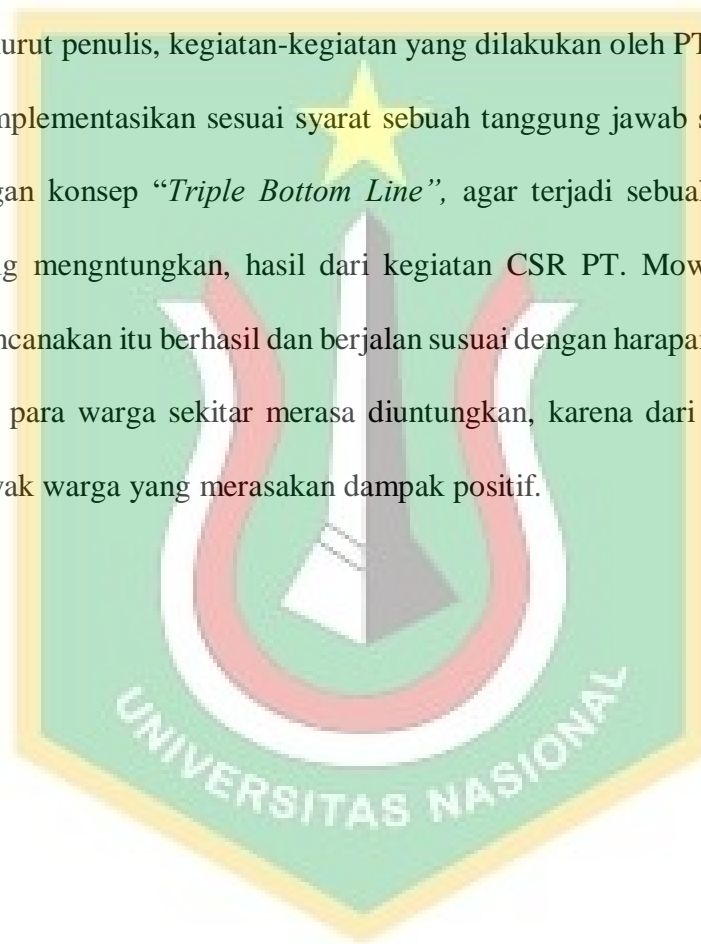 urut penulis, kegiatan-kegiatan yang dilakukan oleh PT
mplementasikan sesuai syarat sebuah tanggung jawab s
gan konsep “Triple Bottom Line”, agar terjadi sebual
g mengntungkan, hasil dari kegiatan CSR PT. Mow
ncanakan itu berhasil dan berjalan susuai dengan harapan
para warga sekitar merasa diuntungkan, karena dari
yak warga yang merasakan dampak positif.
UNIVERSITAS NASIONAL